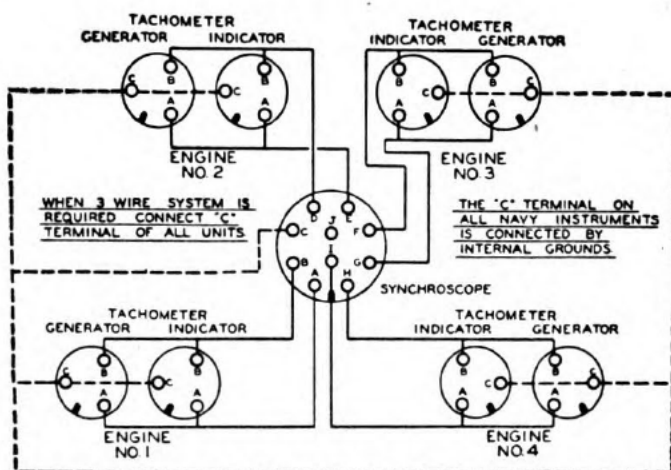 TACHOMETER
GENERATOR INDICATOR
TACHOMETER
INDICATOR GENERATOR
B
C
A
B
C
A
B
C
A
B
C
A
ENGINE
NO. 2
ENGINE
NO. 3
WHEN 3 WIRE SYSTEM IS
REQUIRED CONNECT "C"
TERMINAL OF ALL UNITS
D
J
E
C
F
I
B
G
A
H
THE "C" TERMINAL ON
ALL NAVY INSTRUMENTS
IS CONNECTED BY
INTERNAL GROUNDS
SYNCHROSCOPE
TACHOMETER
GENERATOR INDICATOR
TACHOMETER
INDICATOR GENERATOR
C
B
A
C
B
A
B
C
A
B
C
A
ENGINE
NO. 1
ENGINE
NO. 4